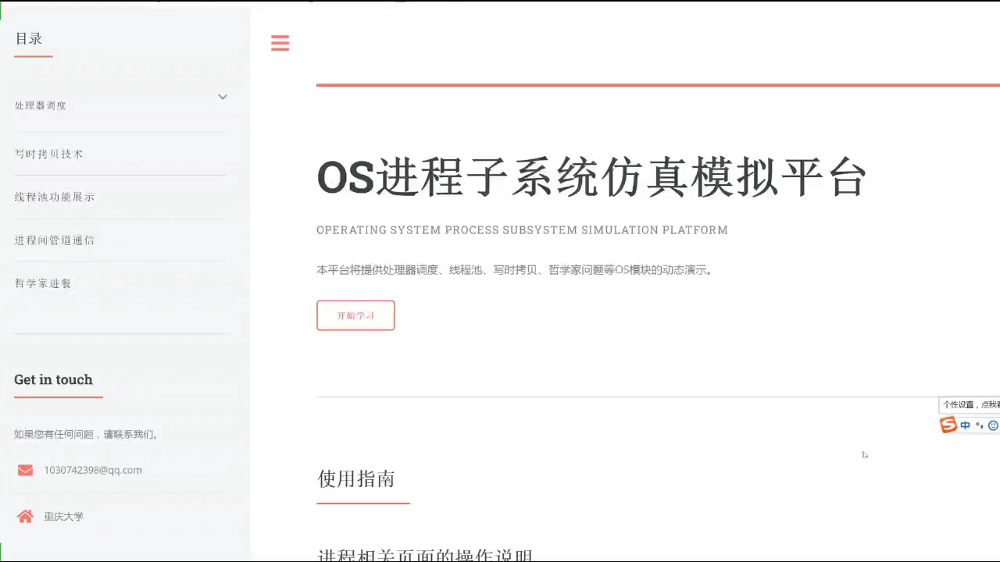 目录
处理器调度
写时拷贝技术
线程池功能展示
进程间管道通信
哲学家进餐
Get in touch
如果您有任何问题，请联系我们。
1030742398@qq.com
重庆大学
OS进程子系统仿真模拟平台
OPERATING SYSTEM PROCESS SUBSYSTEM SIMULATION PLATFORM
本平台将提供处理器调度、线程池、写时拷贝、哲学家问题等OS模块的动态演示。
开始学习
个性设置，点我看
中
使用指南
进程相关页面的操作说明